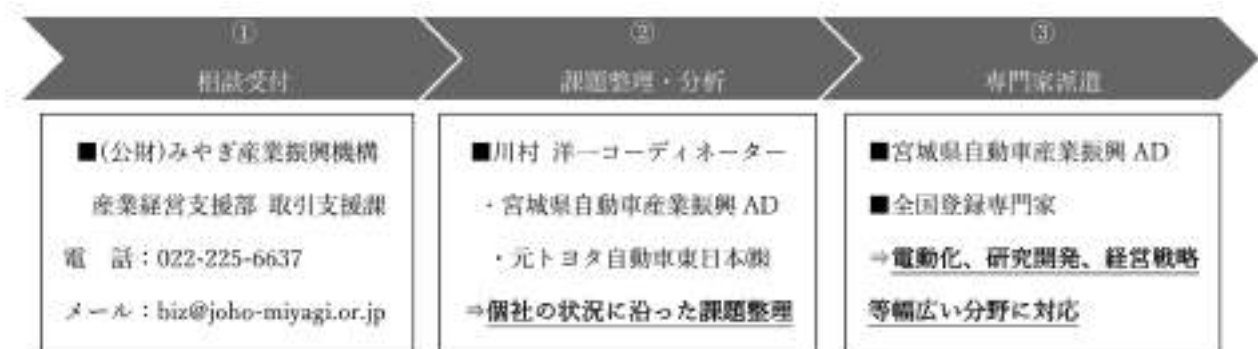 ①
相談受付
■(公財)みやぎ産業振興機構
産業経営支援部 取引支援課
電　話：022-225-6637
メール：biz@joho-miyagi.or.jp
②
課題整理・分析
■川村 洋一コーディネーター
・宮城県自動車産業振興 AD
・元トヨタ自動車東日本㈱
⇒個社の状況に沿った課題整理
③
専門家派遣
■宮城県自動車産業振興 AD
■全国登録専門家
⇒電動化、研究開発、経営戦略
等幅広い分野に対応